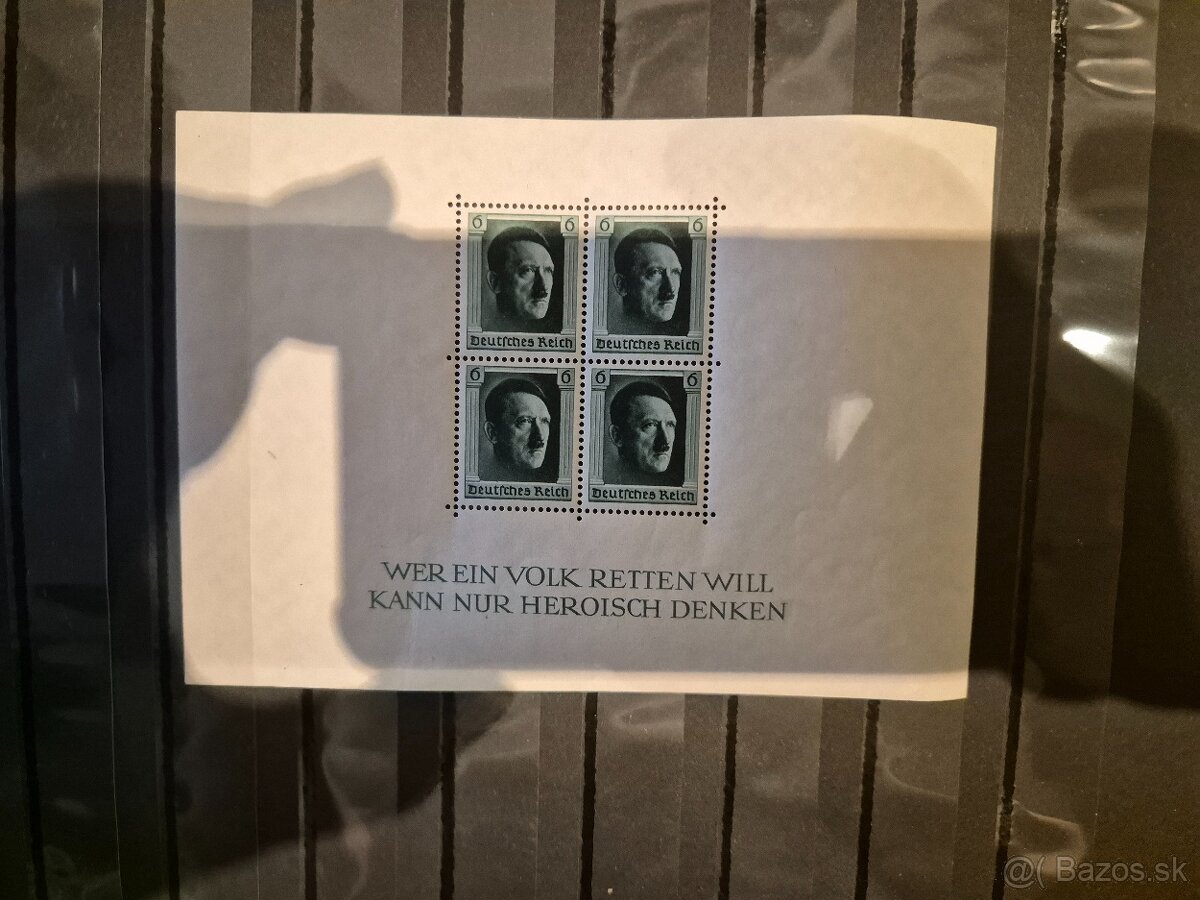 6 6 6 6
Deutsches Reich Deutsches Reich
6 6 6 6
Deutsches Reich Deutsches Reich
WER EIN VOLK RETTEN WILL
KANN NUR HEROISCH DENKEN
@( Bazos.sk